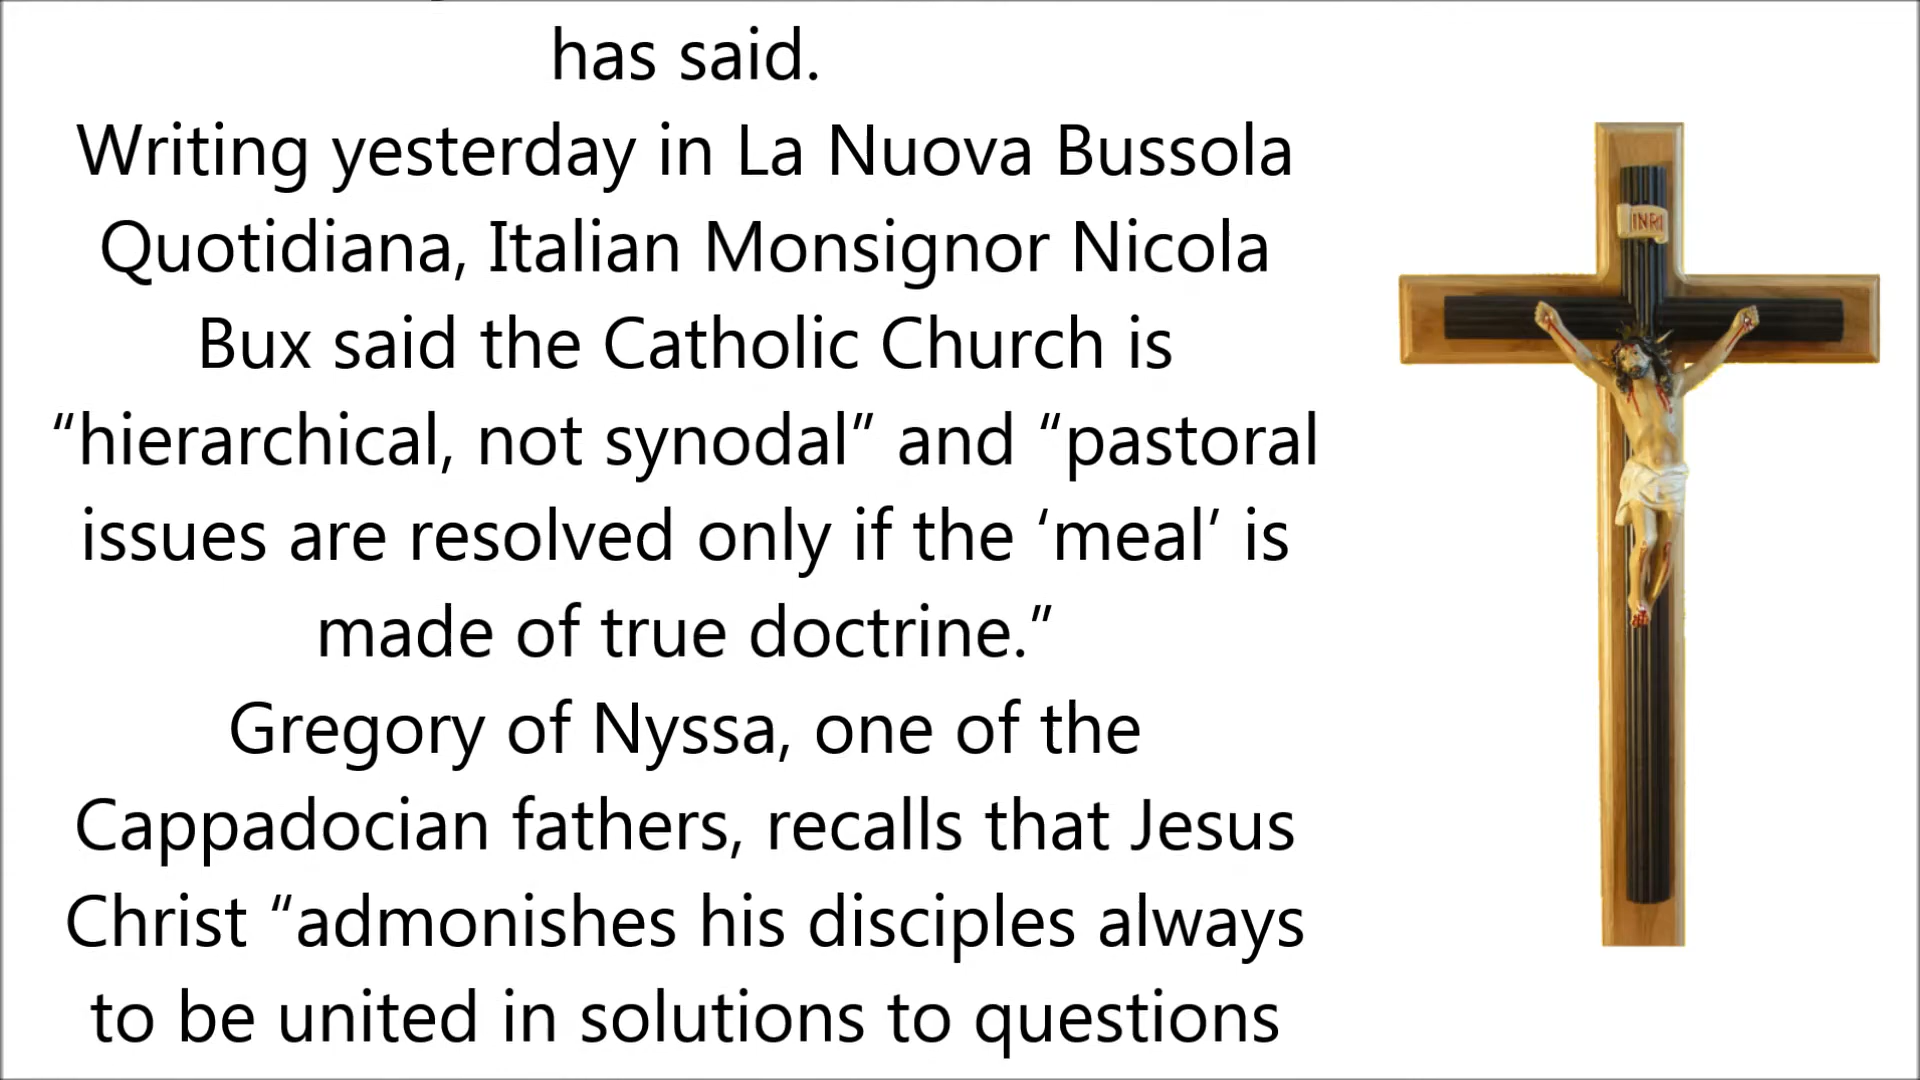 has said.
Writing yesterday in La Nuova Bussola
Quotidiana, Italian Monsignor Nicola
Bux said the Catholic Church is
“hierarchical, not synodal” and “pastoral
issues are resolved only if the ‘meal’ is
made of true doctrine.”
Gregory of Nyssa, one of the
Cappadocian fathers, recalls that Jesus
Christ “admonishes his disciples always
to be united in solutions to questions
INRI